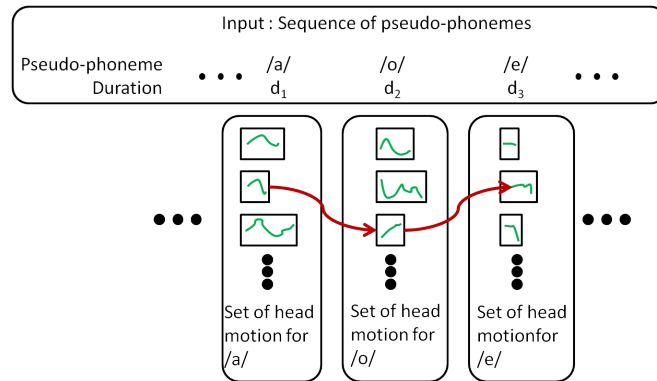 Input : Sequence of pseudo-phonemes
Pseudo-phoneme /a/ /o/ /e/
Duration d1 d2 d3
Set of head motion for /a/
Set of head motion for /o/
Set of head motionfor /e/